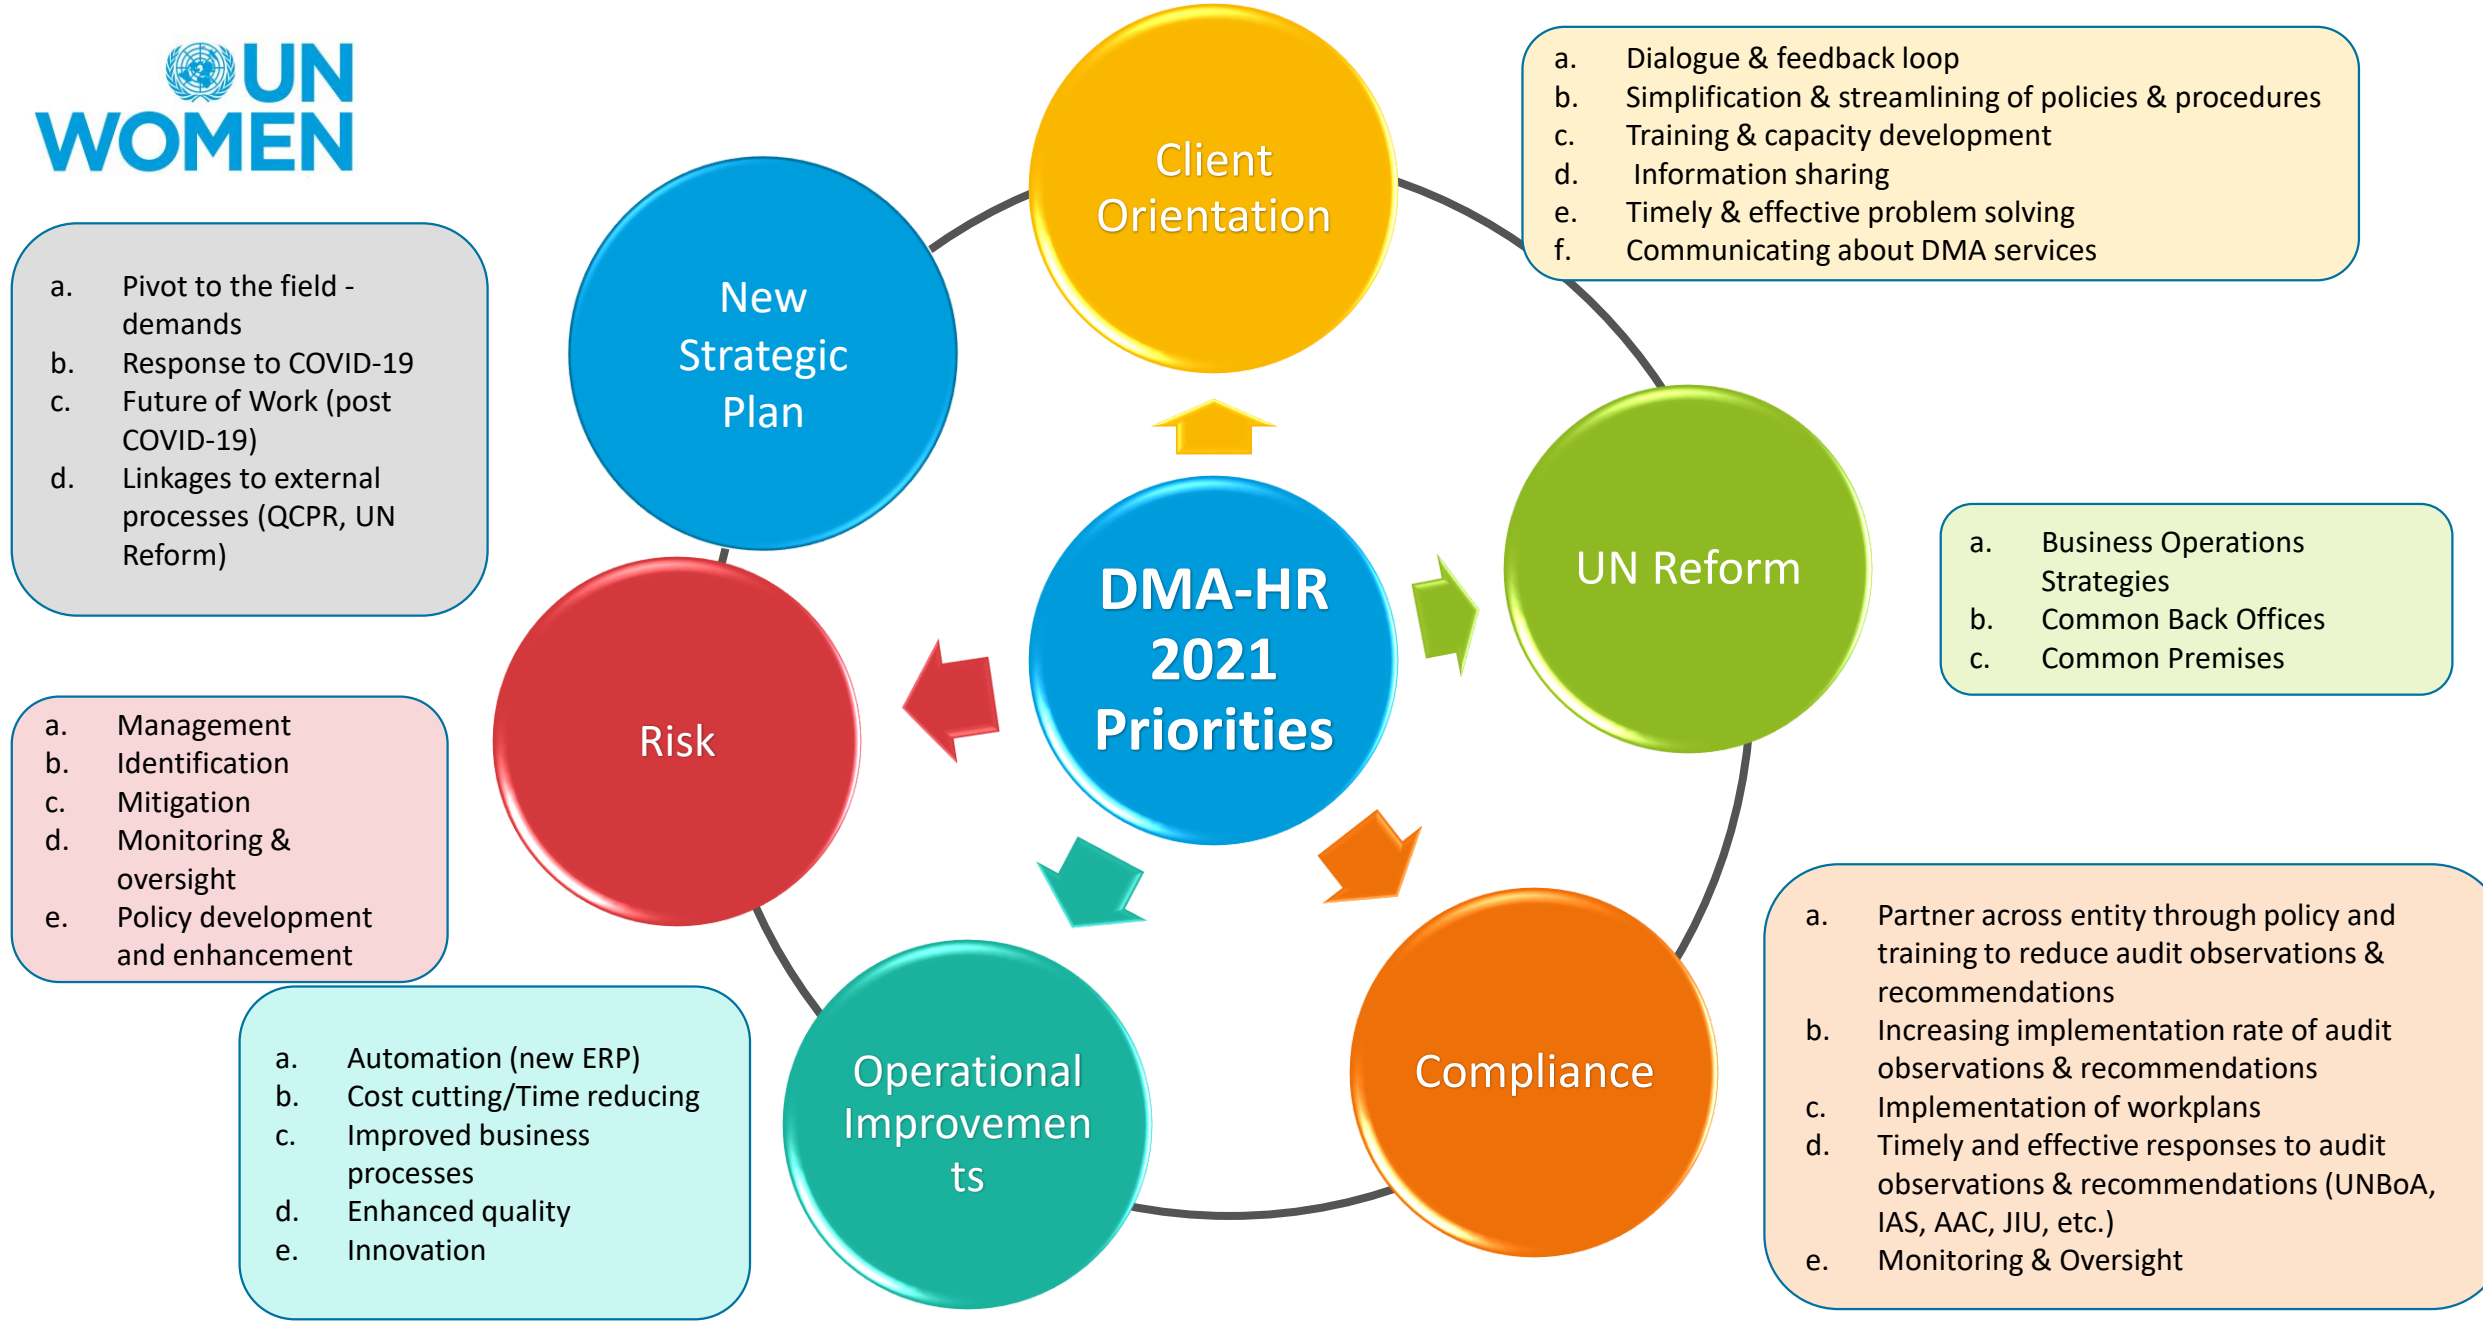 UN
WOMEN
Client
Orientation
a. Dialogue & feedback loop
b. Simplification & streamlining of policies & procedures
c. Training & capacity development
d. Information sharing
e. Timely & effective problem solving
f. Communicating about DMA services
New
Strategic
Plan
a. Pivot to the field -
demands
b. Response to COVID-19
c. Future of Work (post
COVID-19)
d. Linkages to external
processes (QCPR, UN
Reform)
DMA-HR
2021
Priorities
UN Reform
a. Business Operations
Strategies
b. Common Back Offices
c. Common Premises
Risk
a. Management
b. Identification
c. Mitigation
d. Monitoring &
oversight
e. Policy development
and enhancement
Operational
Improvemen
ts
a. Automation (new ERP)
b. Cost cutting/Time reducing
c. Improved business
processes
d. Enhanced quality
e. Innovation
Compliance
a. Partner across entity through policy and
training to reduce audit observations &
recommendations
b. Increasing implementation rate of audit
observations & recommendations
c. Implementation of workplans
d. Timely and effective responses to audit
observations & recommendations (UNBoA,
IAS, AAC, JIU, etc.)
e. Monitoring & Oversight